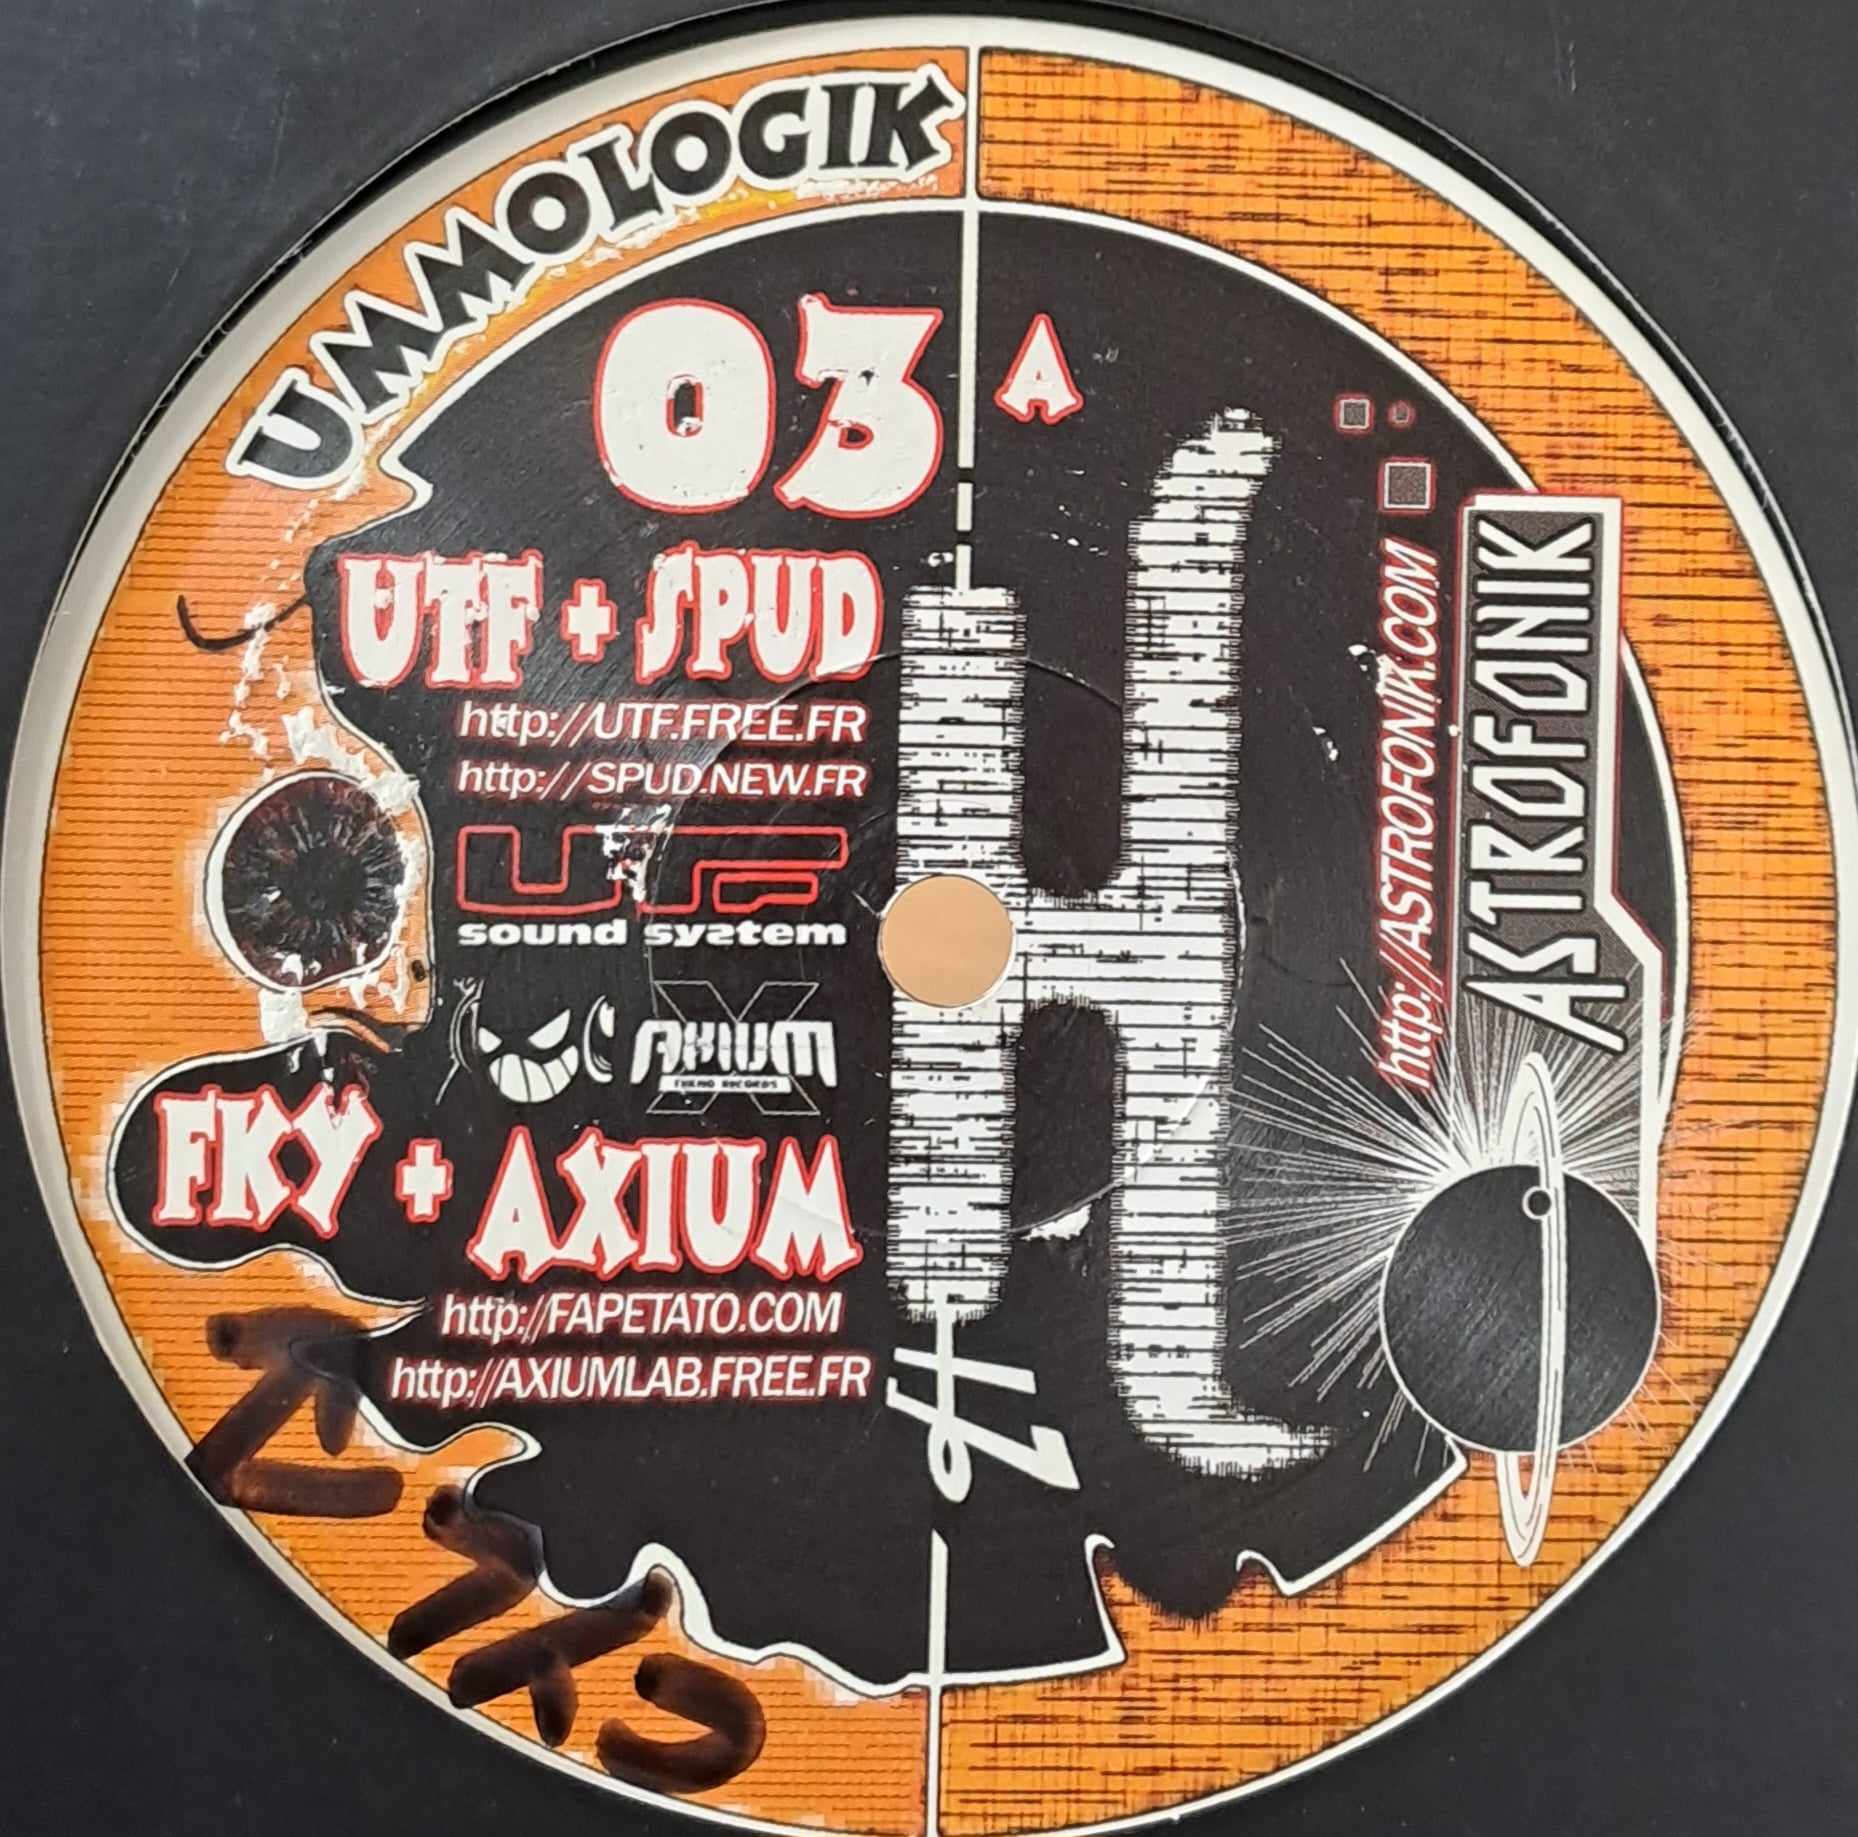 UMMOLOGIK
03 A
UTF + SPUD
http://UTF.FREE.FR
http://SPUD.NEW.FR
UTF
sound system
AXIUM
FKY + AXIUM
http://FAPETATO.COM
http://AXIUMLAB.FREE.FR
http://ASTROFONIK.COM
ASTROFONIK